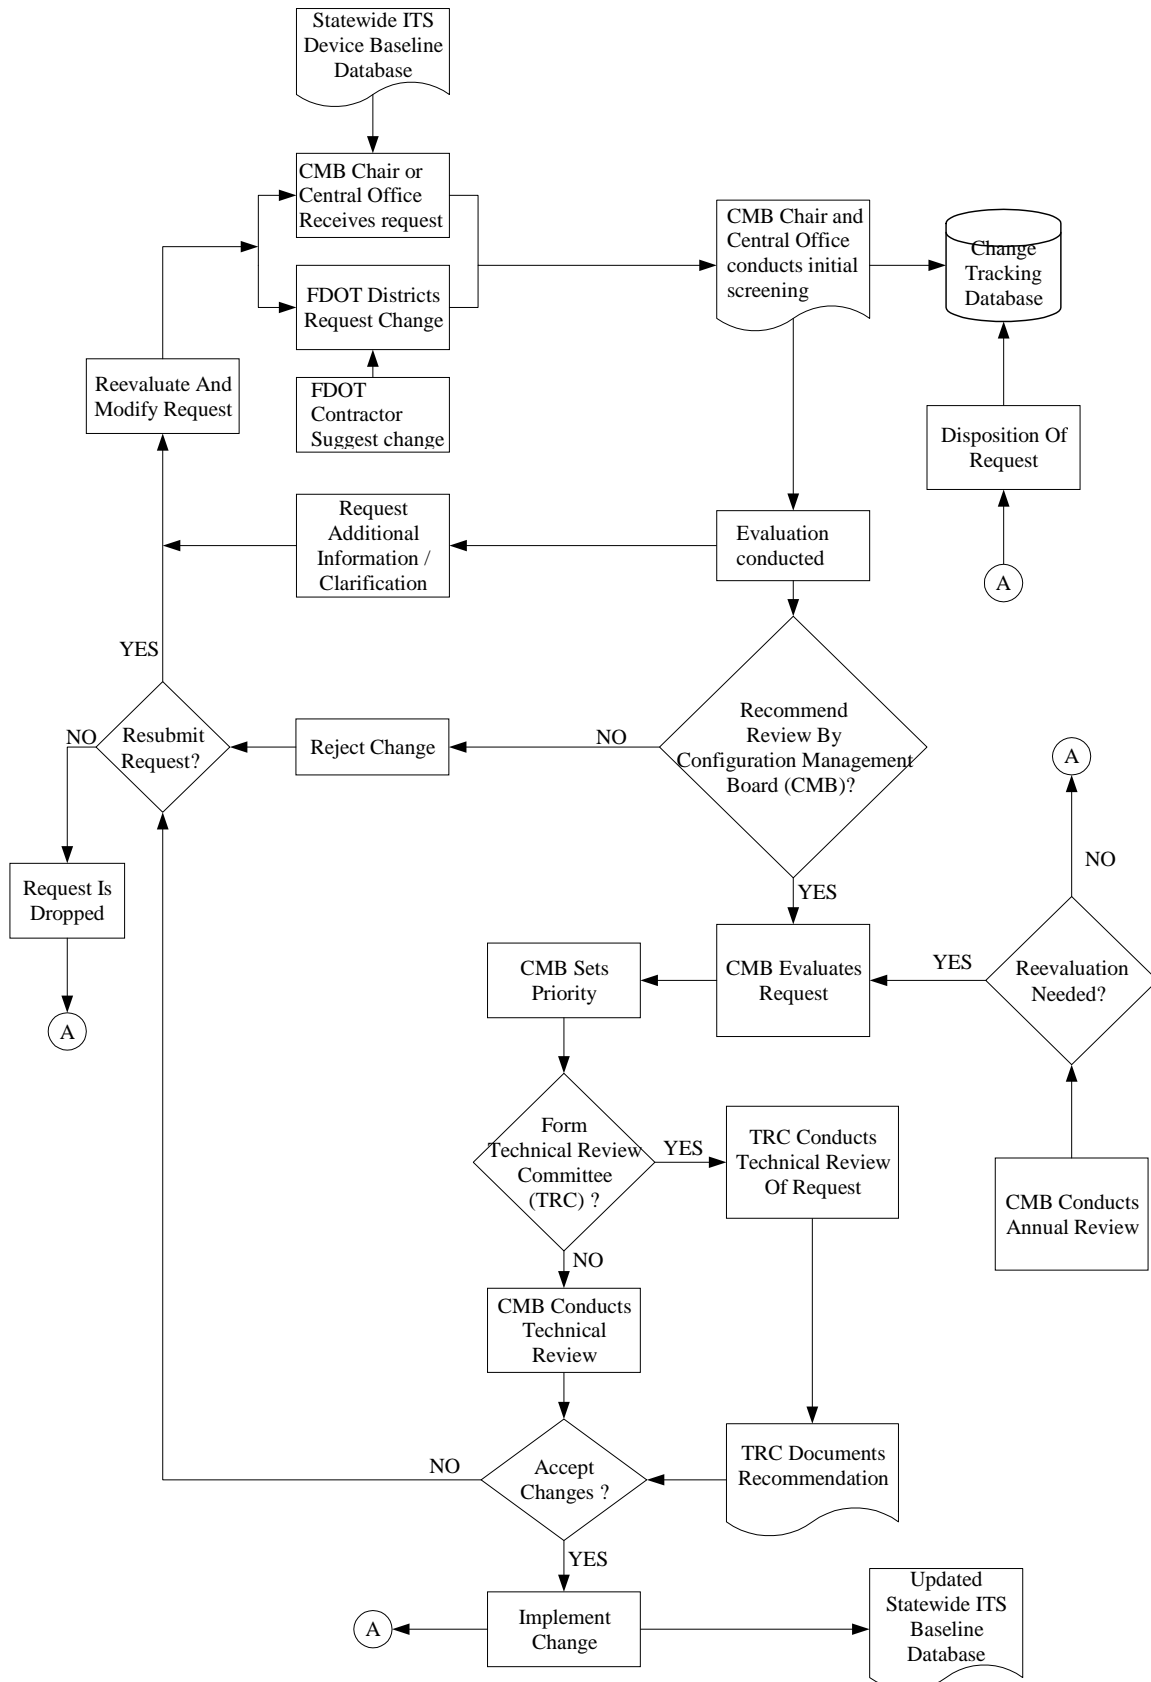 Statewide ITS
Device Baseline
Database
CMB Chair or
Central Office
Receives request
CMB Chair and
Central Office
conducts initial
screening
Change
Tracking
Database
FDOT Districts
Request Change
Reevaluate And
Modify Request
FDOT
Contractor
Suggest change
Disposition Of
Request
Request
Additional
Information /
Clarification
Evaluation
conducted
A
YES
Recommend
Review By
Configuration Management
Board (CMB)?
NO
Resubmit
Request?
Reject Change
NO
A
NO
Request Is
Dropped
YES
CMB Sets
Priority
CMB Evaluates
Request
YES
Reevaluation
Needed?
A
Form
Technical Review
Committee
(TRC) ?
YES
TRC Conducts
Technical Review
Of Request
CMB Conducts
Annual Review
NO
CMB Conducts
Technical
Review
NO
Accept
Changes ?
TRC Documents
Recommendation
YES
A
Implement
Change
Updated
Statewide ITS
Baseline
Database